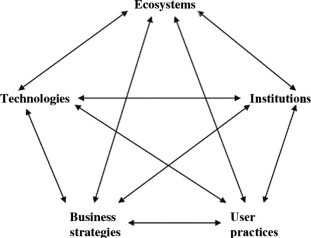 Ecosystems
Technologies
Institutions
Business
strategies
User
practices